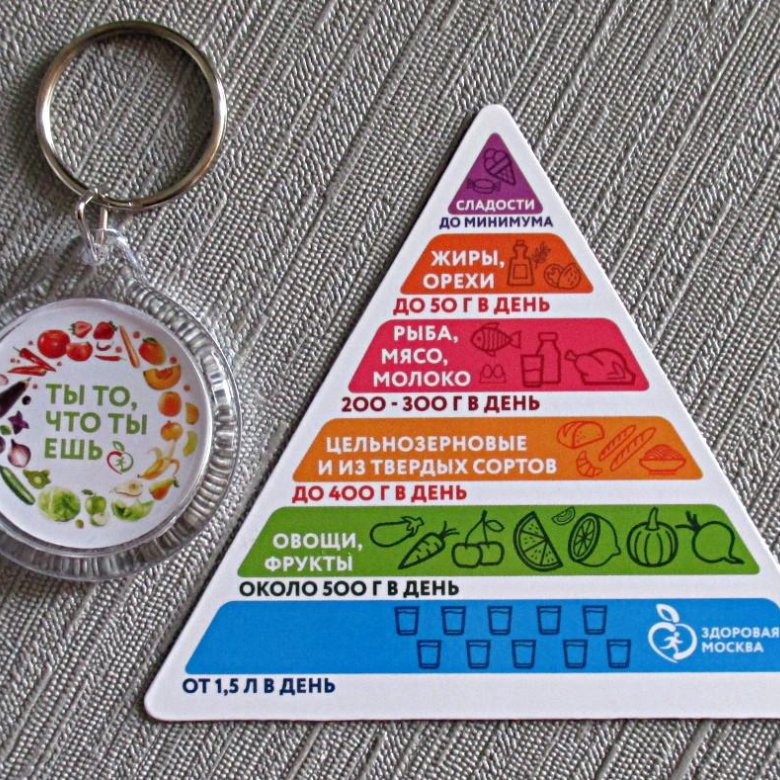 ТЫ ТО,
ЧТО ТЫ
ЕШЬ
СЛАДОСТИ
ДО МИНИМУМА
ЖИРЫ,
ОРЕХИ
ДО 50 Г В ДЕНЬ
РЫБА,
МЯСО,
МОЛОКО
200 - 300 Г В ДЕНЬ
ЦЕЛЬНОЗЕРНОВЫЕ
И ИЗ ТВЕРДЫХ СОРТОВ
ДО 400 Г В ДЕНЬ
ОВОЩИ,
ФРУКТЫ
ОКОЛО 500 Г В ДЕНЬ
ЗДОРОВАЯ
МОСКВА
ОТ 1,5 Л В ДЕНЬ